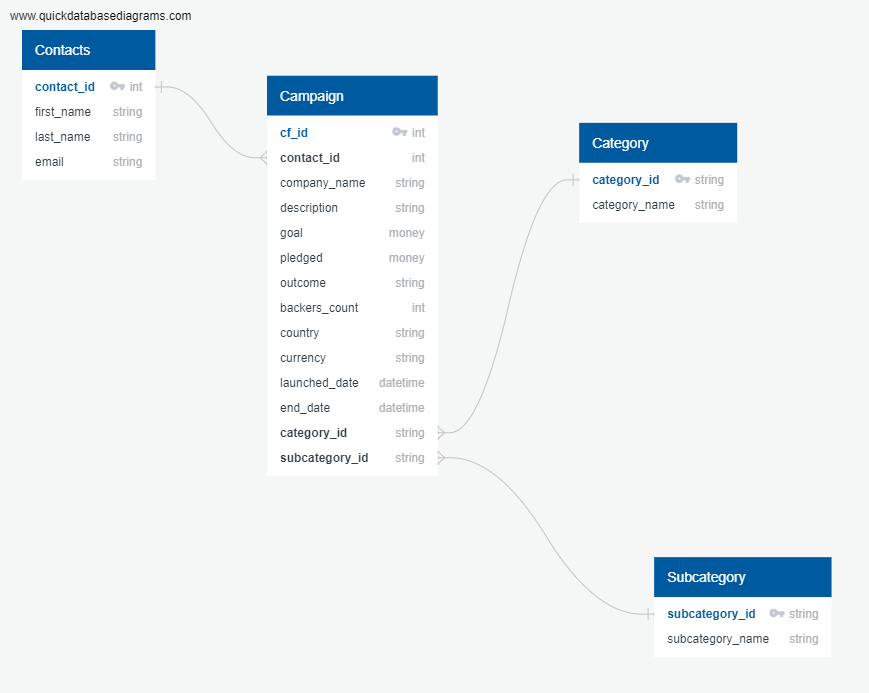 www.quickdatabasediagrams.com
Contacts
contact_id int
first_name string
last_name string
email string
Campaign
cf_id int
contact_id int
company_name string
description string
goal money
pledged money
outcome string
backers_count int
country string
currency string
launched_date datetime
end_date datetime
category_id string
subcategory_id string
Category
category_id string
category_name string
Subcategory
subcategory_id string
subcategory_name string